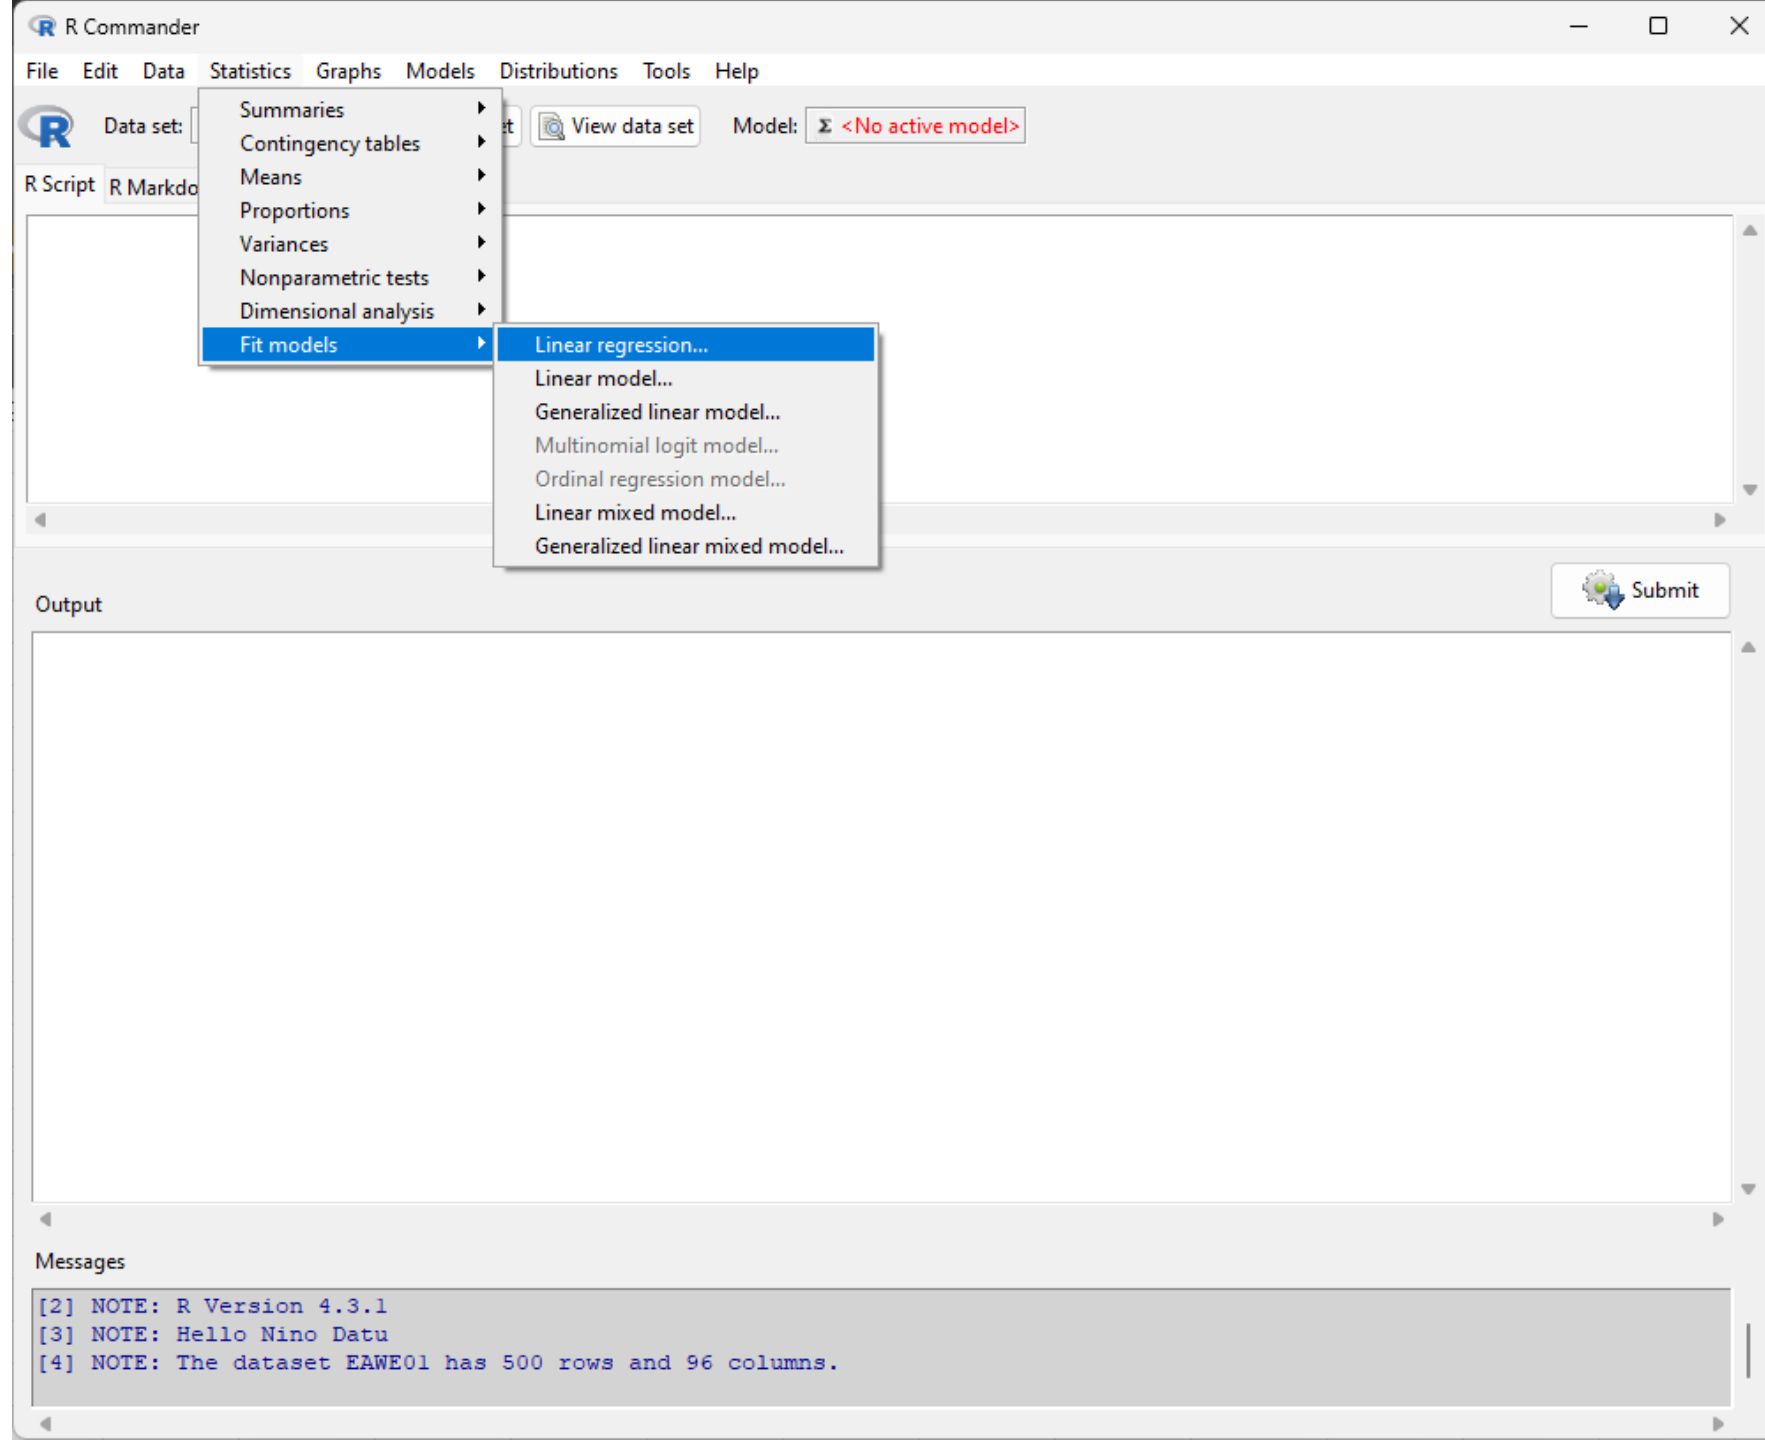 R Commander
File Edit Data Statistics Graphs Models Distributions Tools Help
Data set: View data set Model: Σ <No active model>
R Script R Markdo
Summaries
Contingency tables
Means
Proportions
Variances
Nonparametric tests
Dimensional analysis
Fit models
Linear regression...
Linear model...
Generalized linear model...
Multinomial logit model...
Ordinal regression model...
Linear mixed model...
Generalized linear mixed model...
Submit
Output
Messages
[2] NOTE: R Version 4.3.1
[3] NOTE: Hello Nino Datu
[4] NOTE: The dataset EAWE01 has 500 rows and 96 columns.